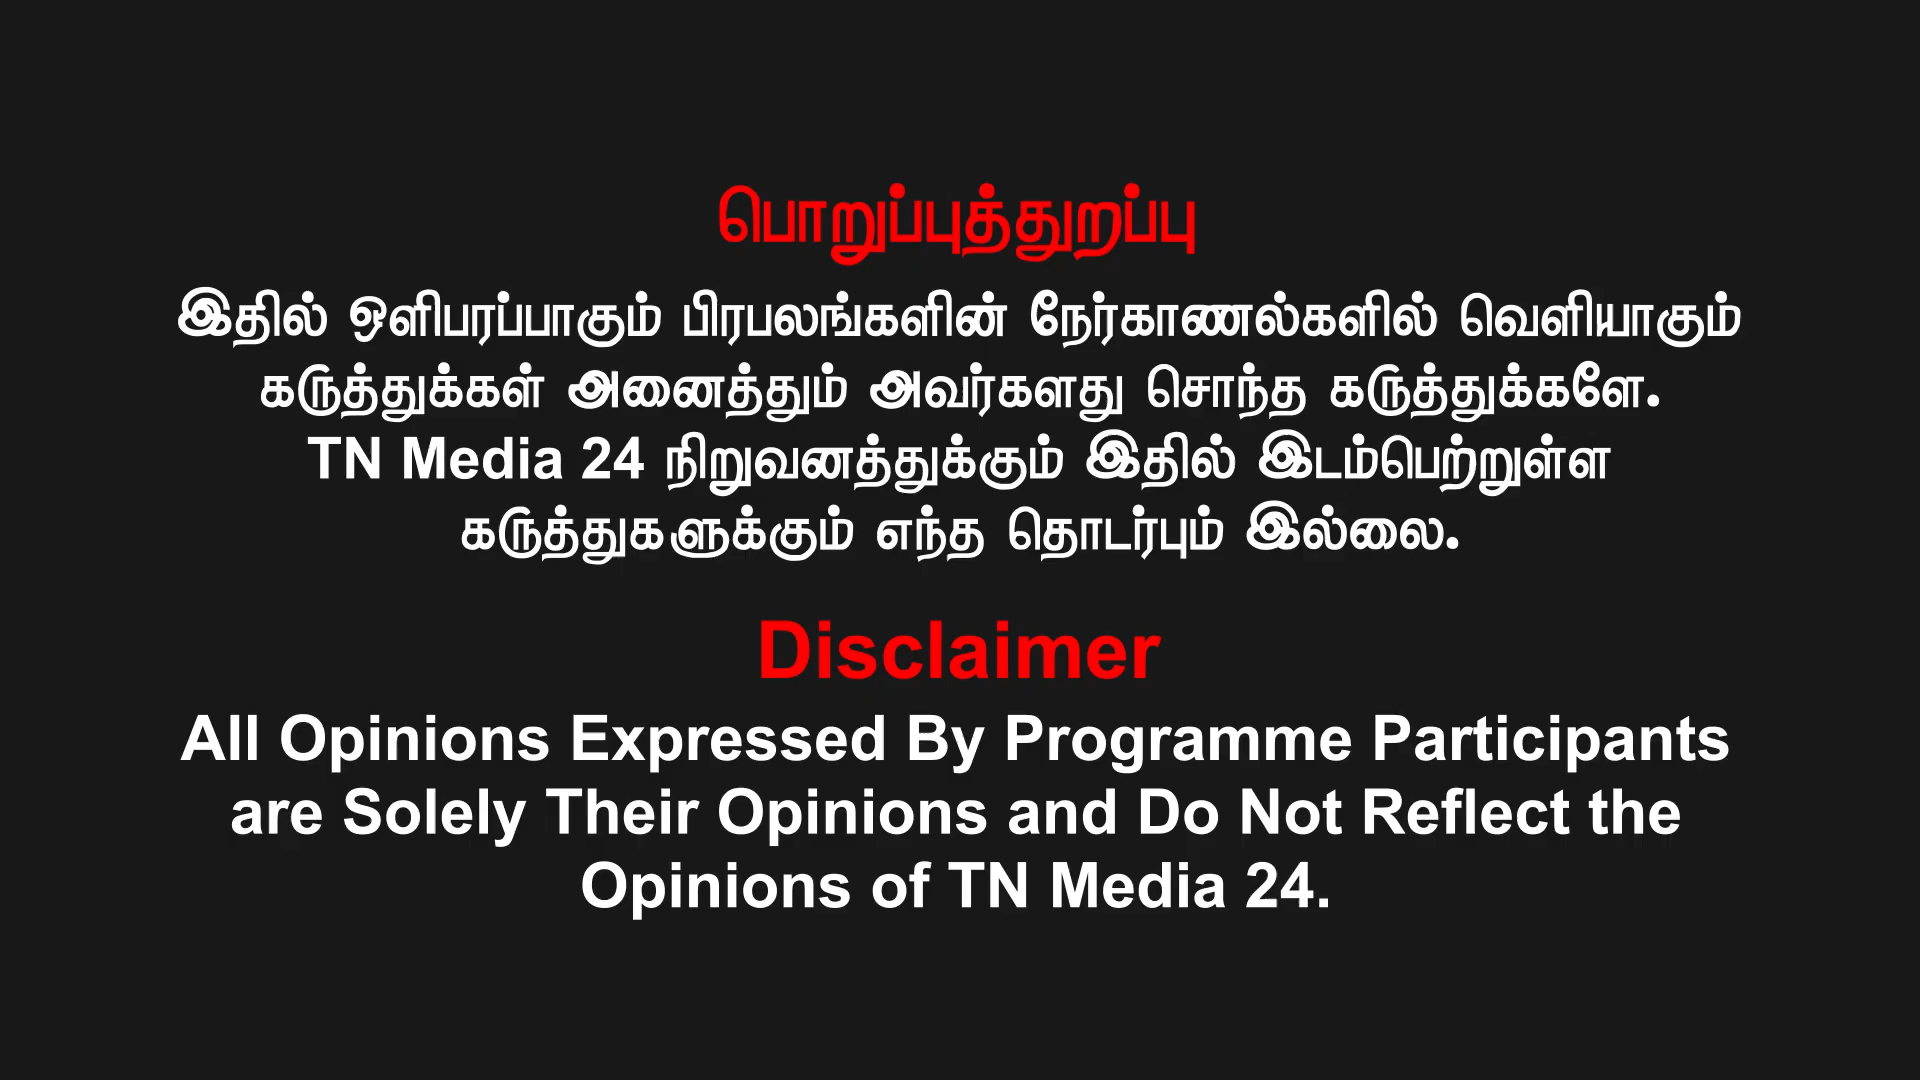 பொறுப்புத்துறப்பு
இதில் ஒளிபரப்பாகும் பிரபலங்களின் நேர்காணல்களில் வெளியாகும்
கருத்துக்கள் அனைத்தும் அவர்களது சொந்த கருத்துக்களே.
TN Media 24 நிறுவனத்துக்கும் இதில் இடம்பெற்றுள்ள
கருத்துகளுக்கும் எந்த தொடர்பும் இல்லை.
Disclaimer
All Opinions Expressed By Programme Participants
are Solely Their Opinions and Do Not Reflect the
Opinions of TN Media 24.